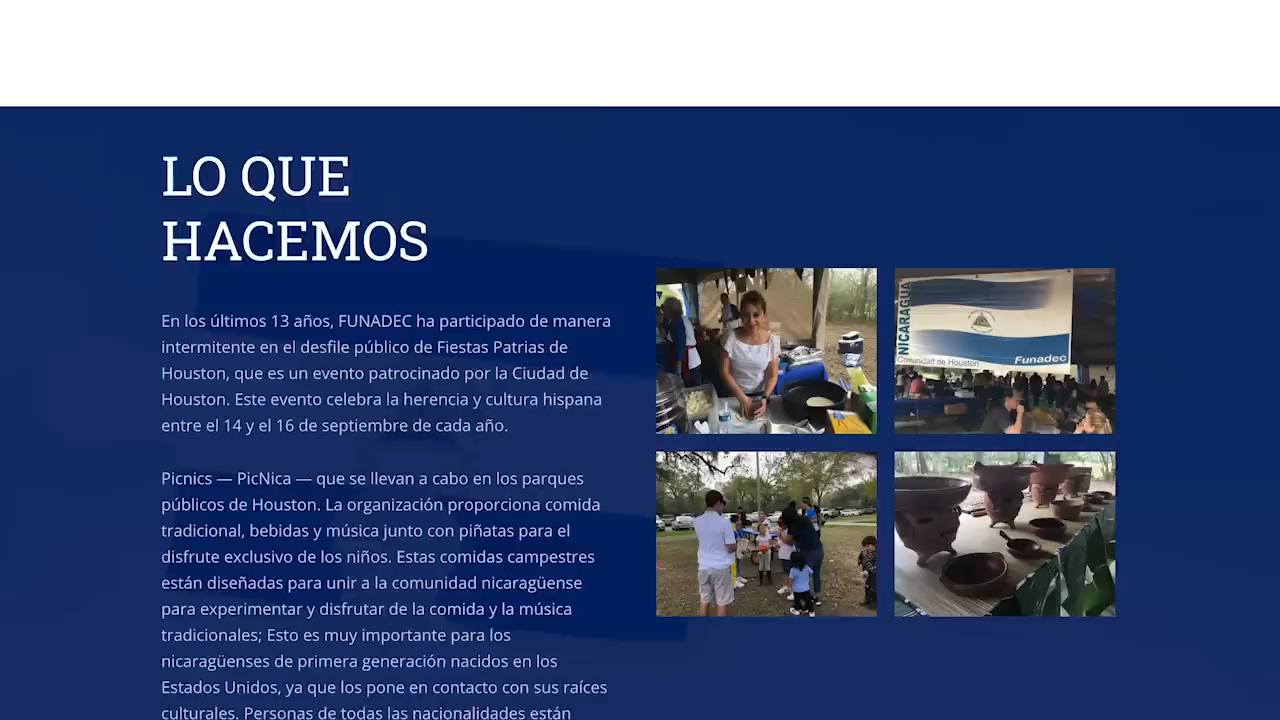 LO QUE
HACEMOS
En los últimos 13 años, FUNADEC ha participado de manera
intermitente en el desfile público de Fiestas Patrias de
Houston, que es un evento patrocinado por la Ciudad de
Houston. Este evento celebra la herencia y cultura hispana
entre el 14 y el 16 de septiembre de cada año.
Picnics — PicNica — que se llevan a cabo en los parques
públicos de Houston. La organización proporciona comida
tradicional, bebidas y música junto con piñatas para el
disfrute exclusivo de los niños. Estas comidas campestres
están diseñadas para unir a la comunidad nicaragüense
para experimentar y disfrutar de la comida y la música
tradicionales; Esto es muy importante para los
nicaragüenses de primera generación nacidos en los
Estados Unidos, ya que los pone en contacto con sus raíces
culturales. Personas de todas las nacionalidades están
NICARAGUA
Comunidad de Houston
Funadec